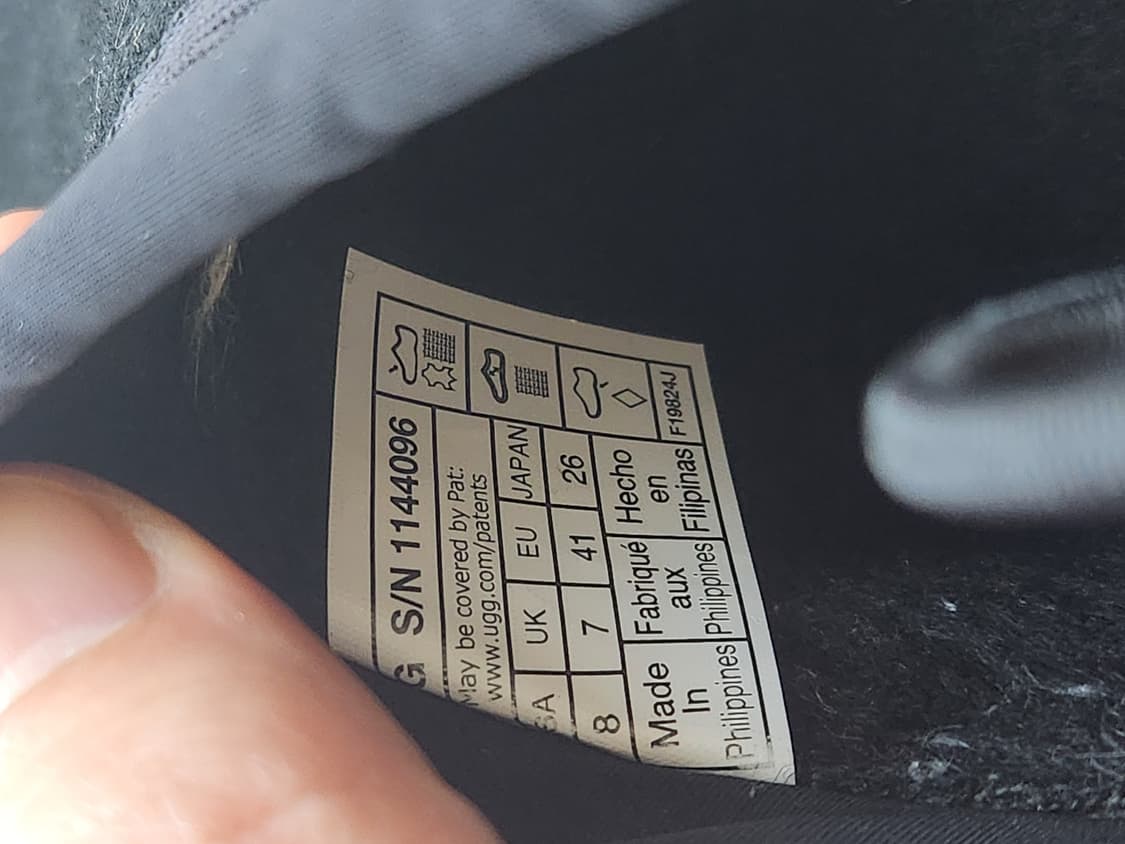 G S/N 1144096
May be covered by Pat:
www.ugg.com/patents
SA UK EU JAPAN
8 7 41 26
Made In Philippines
Fabriqué aux Philippines
Hecho en Filipinas
F19824J